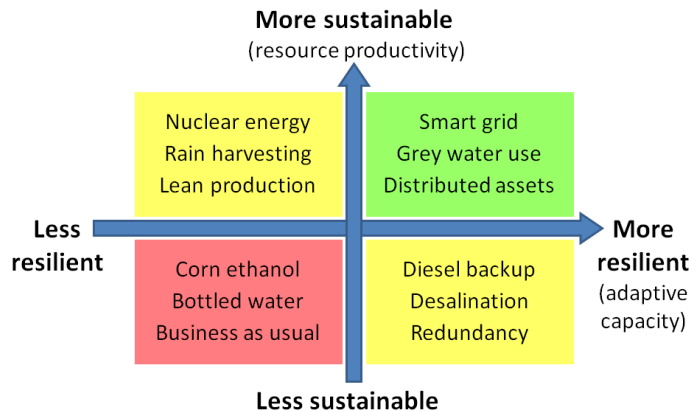 More sustainable
(resource productivity)
Nuclear energy
Rain harvesting
Lean production
Smart grid
Grey water use
Distributed assets
Less
resilient
More
resilient
(adaptive
capacity)
Corn ethanol
Bottled water
Business as usual
Diesel backup
Desalination
Redundancy
Less sustainable